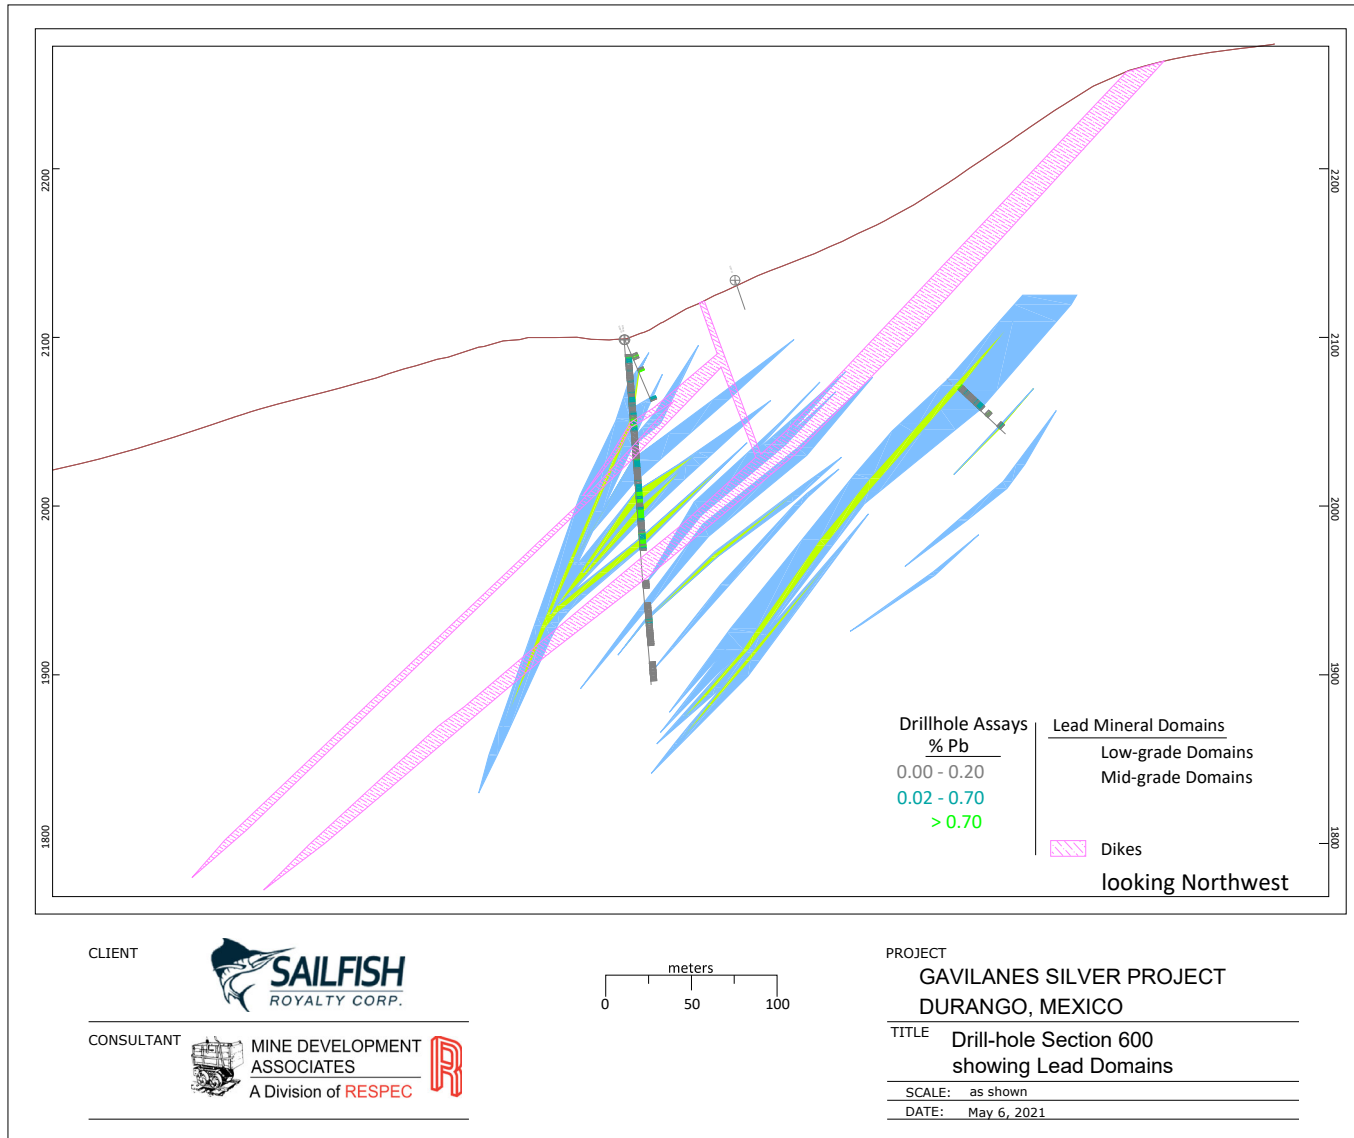 2200
2200
2100
2100
2000
2000
1900
1900
1800
1800
Drillhole Assays
% Pb
0.00 - 0.20
0.02 - 0.70
> 0.70
Lead Mineral Domains
Low-grade Domains
Mid-grade Domains
Dikes
looking Northwest
CLIENT
SAILFISH
ROYALTY CORP.
CONSULTANT
MINE DEVELOPMENT
ASSOCIATES
A Division of RESPEC
meters
0 50 100
PROJECT
GAVILANES SILVER PROJECT
DURANGO, MEXICO
TITLE
Drill-hole Section 600
showing Lead Domains
SCALE: as shown
DATE: May 6, 2021